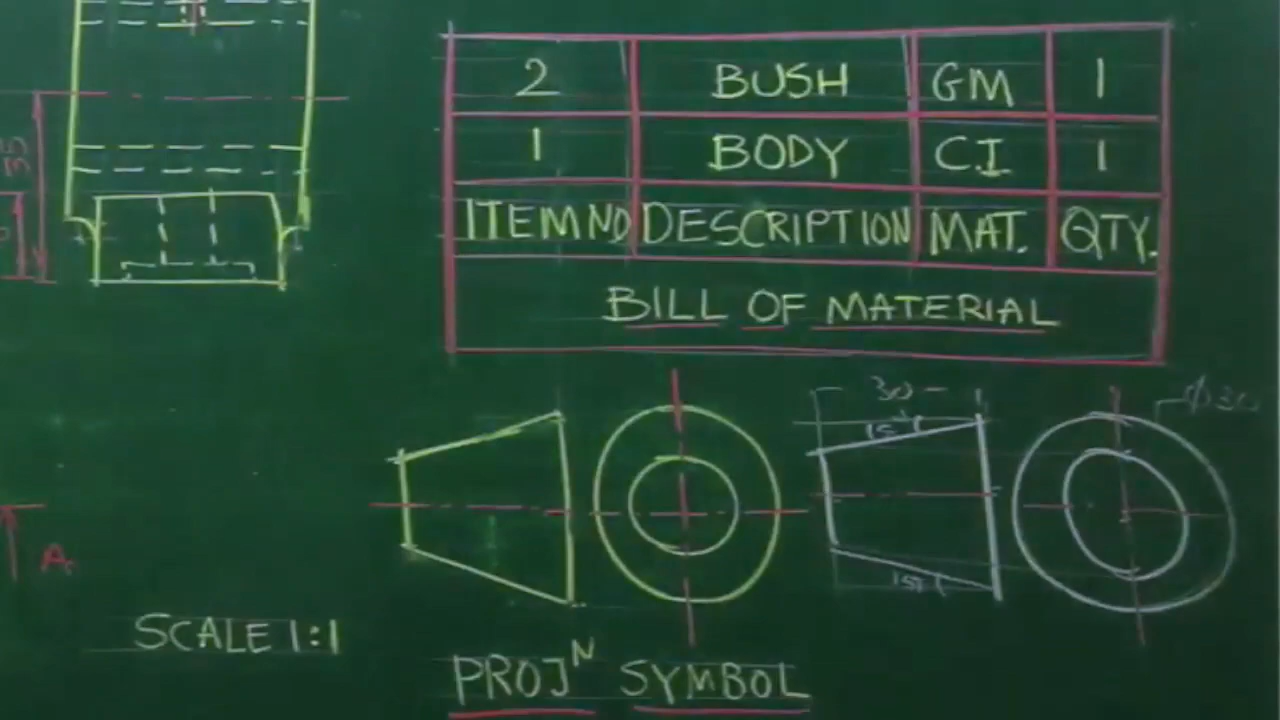 2 BUSH GM 1
1 BODY C.I 1
ITEM NO DESCRIPTION MAT. QTY.
BILL OF MATERIAL
35
30
φ30
15°
15°
A
SCALE 1:1
PROJN SYMBOL